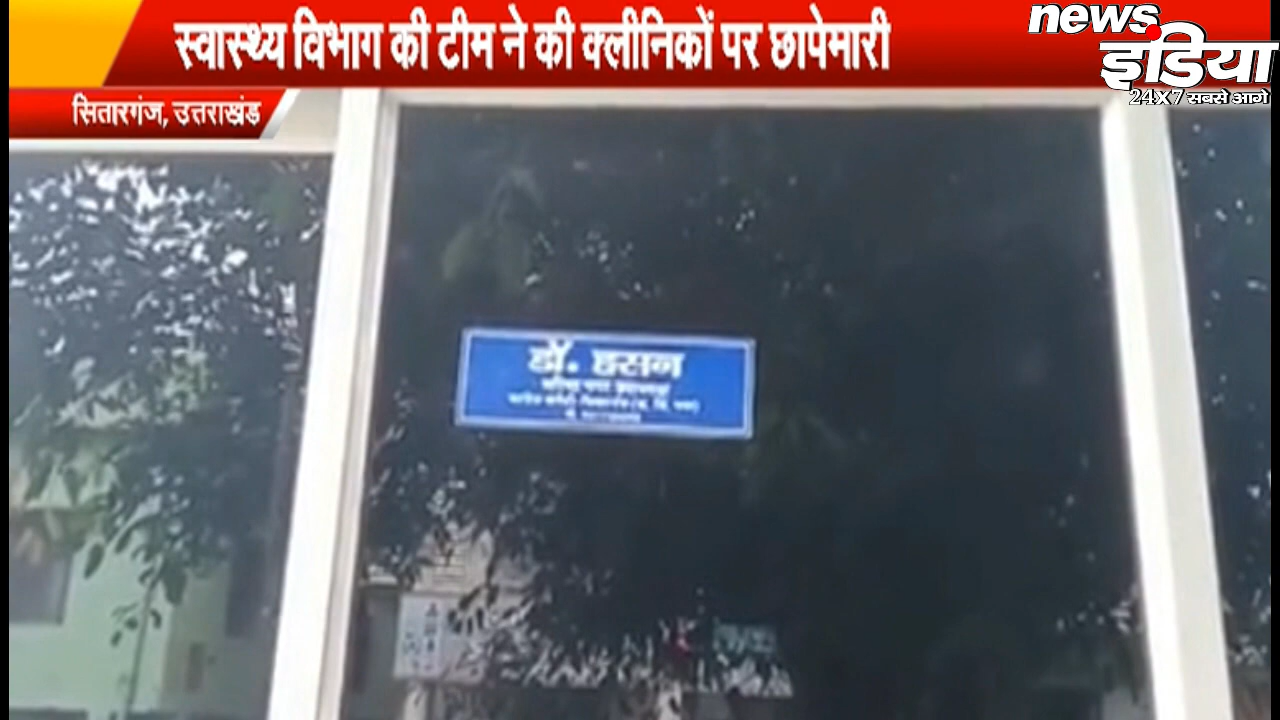 स्वास्थ्य विभाग की टीम ने की क्लीनिकों पर छापेमारी
news
इंडिया
24X7 सबसे आगे
सितारगंज, उत्तराखंड
डॉ. हसन